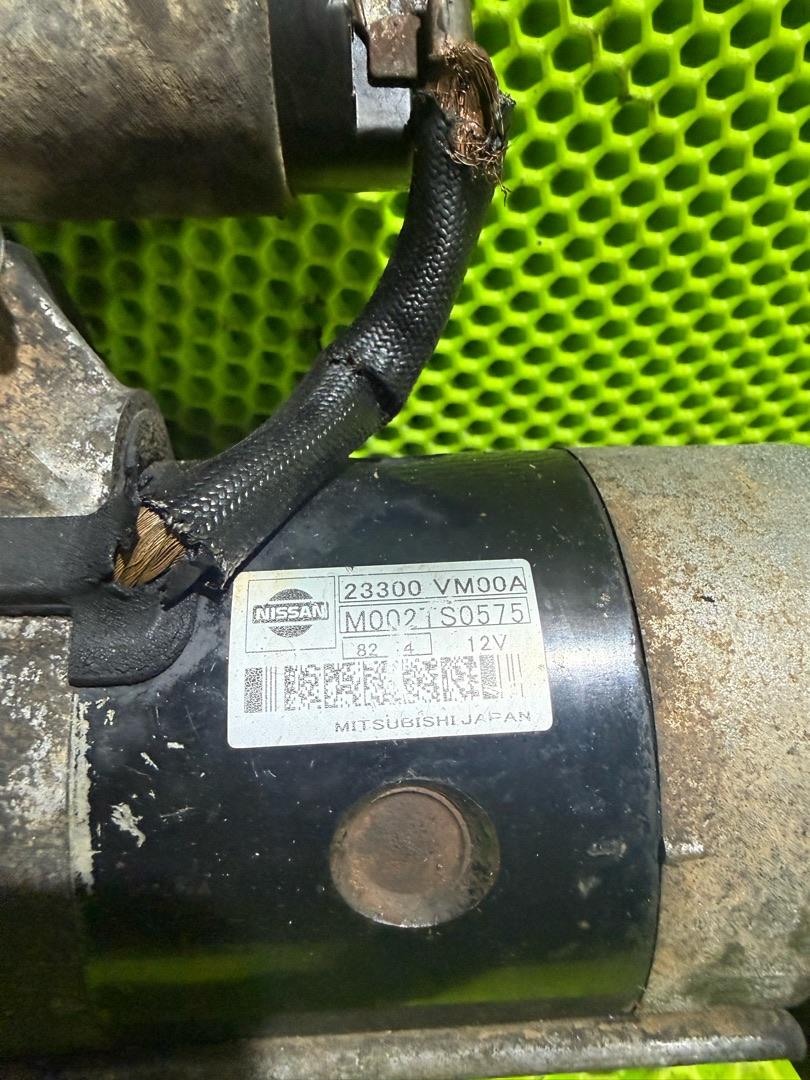 NISSAN
23300 VM00A
M002TS0575
82 4 12V
MITSUBISHI JAPAN